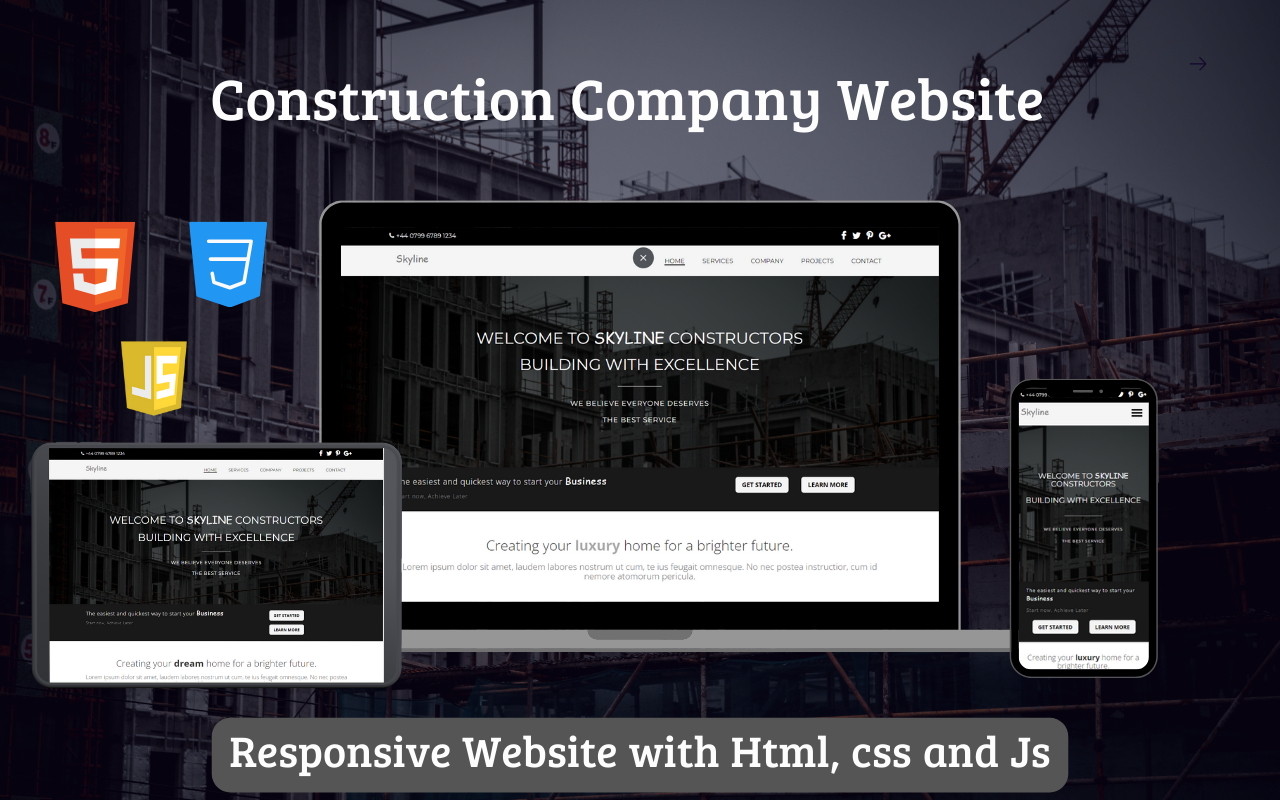 Construction Company Website
8F
7F
5
3
JS
+44 0799 6789 1234
Skyline
HOME SERVICES COMPANY PROJECTS CONTACT
WELCOME TO SKYLINE CONSTRUCTORS
BUILDING WITH EXCELLENCE
WE BELIEVE EVERYONE DESERVES
THE BEST SERVICE
he easiest and quickest way to start your Business
art now, Achieve Later
GET STARTED LEARN MORE
Creating your luxury home for a brighter future.
Lorem ipsum dolor sit amet, laudem labores nostrum ut cum, te ius feugait omnesque. No nec postea instructior, cum id
nemore atomorum pericula.
+44 0799 6789 1234
Skyline
HOME SERVICES COMPANY PROJECTS CONTACT
WELCOME TO SKYLINE CONSTRUCTORS
BUILDING WITH EXCELLENCE
WE BELIEVE EVERYONE DESERVES
THE BEST SERVICE
The easiest and quickest way to start your Business
Start now, Achieve Later
GET STARTED
LEARN MORE
Creating your dream home for a brighter future.
Lorem ipsum dolor sit amet, laudem labores nostrum ut cum, te ius feugait omnesque. No nec postea
+44 0799
Skyline
WELCOME TO SKYLINE
CONSTRUCTORS
BUILDING WITH EXCELLENCE
WE BELIEVE EVERYONE DESERVES
THE BEST SERVICE
The easiest and quickest way to start your
Business
Start now, Achieve Later
GET STARTED LEARN MORE
Creating your luxury home for a
brighter future.
Responsive Website with Html, css and Js